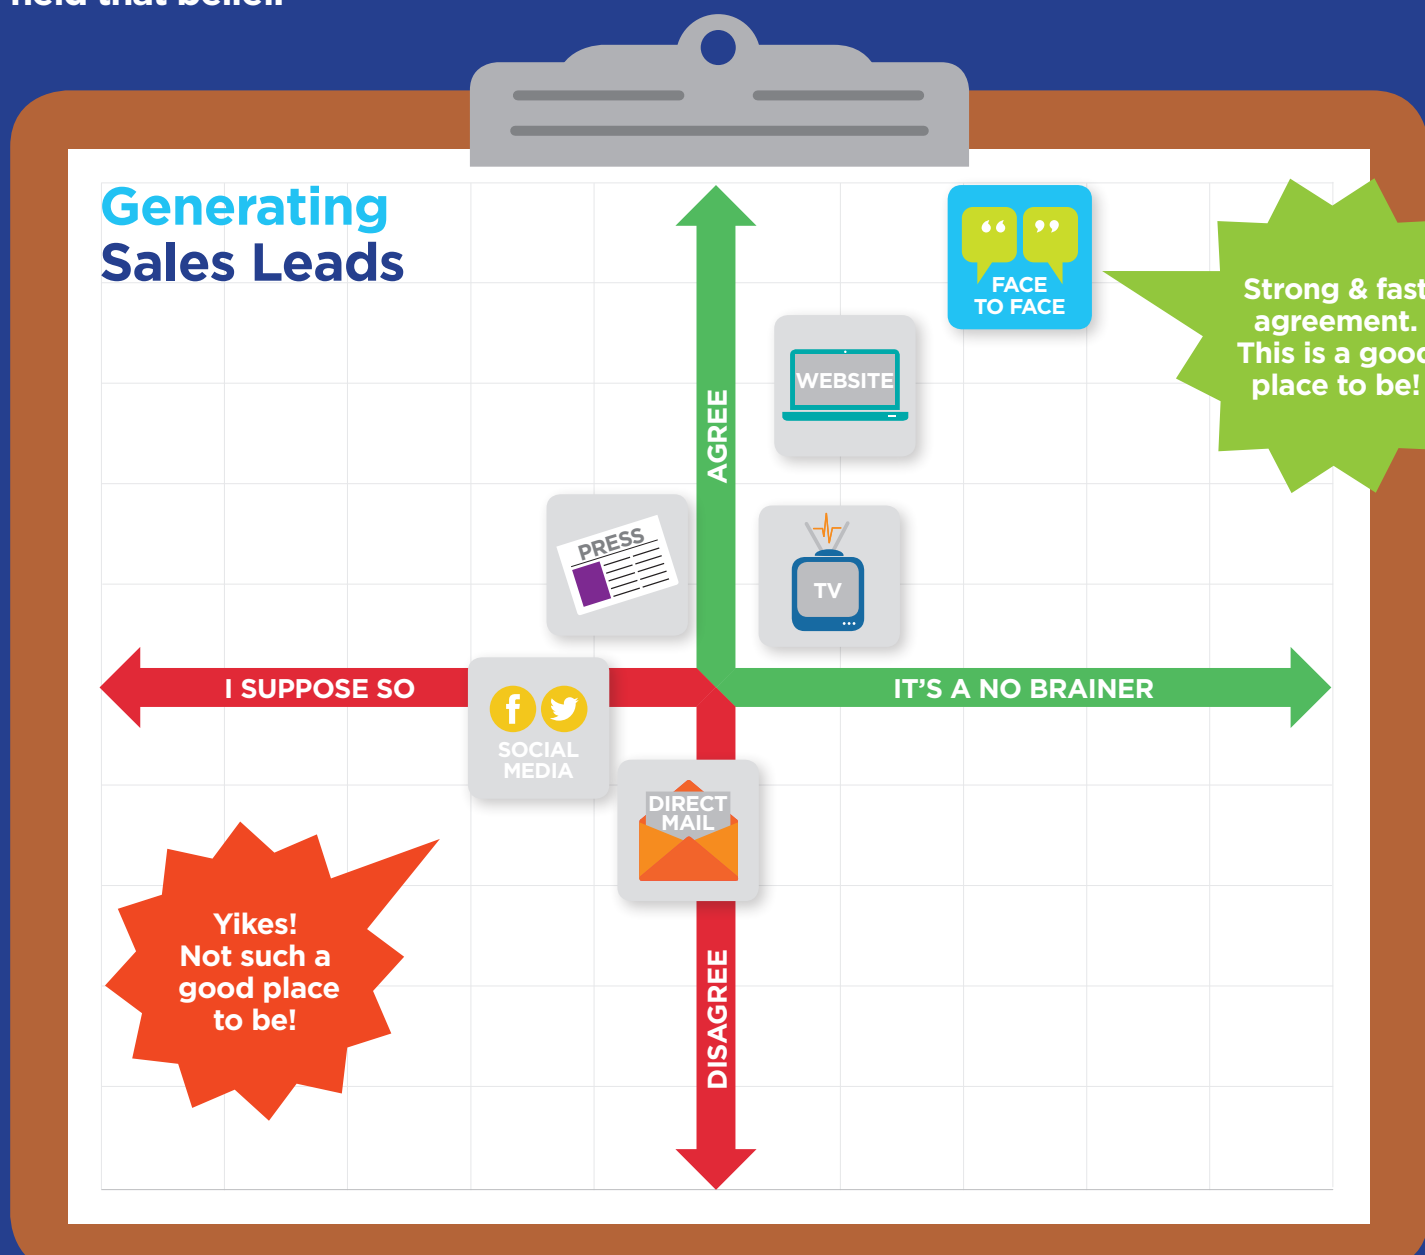 Generating
Sales Leads
FACE
TO FACE
Strong & fast
agreement.
This is a good
place to be!
WEBSITE
AGREE
PRESS
TV
I SUPPOSE SO
IT'S A NO BRAINER
SOCIAL
MEDIA
DIRECT
MAIL
Yikes!
Not such a
good place
to be!
DISAGREE